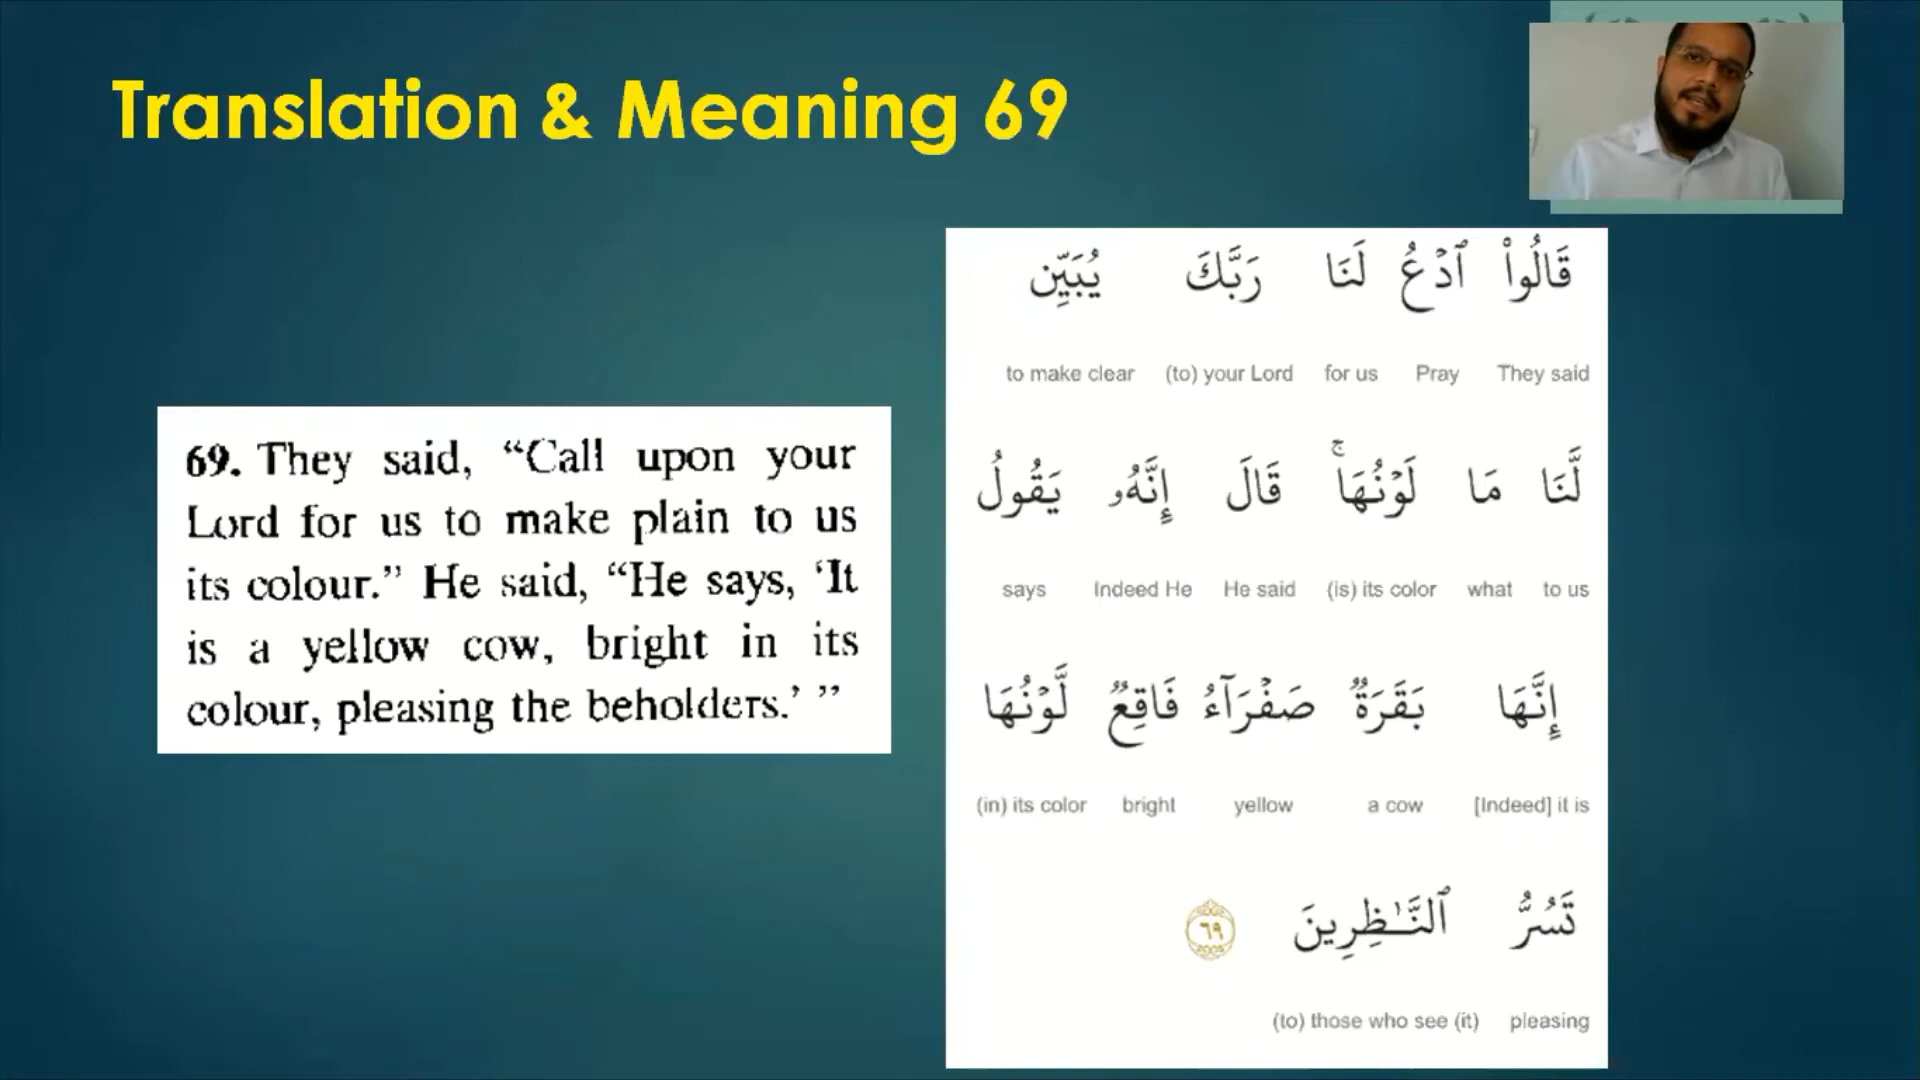 Translation & Meaning 69
69. They said, “Call upon your
Lord for us to make plain to us
its colour.” He said, “He says, ‘It
is a yellow cow, bright in its
colour, pleasing the beholders.’ ”
قَالُوا۟ ٱدْعُ لَنَا رَبَّكَ يُبَيِّن
to make clear (to) your Lord for us Pray They said
لَّنَا مَا لَوْنُهَا ۚ قَالَ إِنَّهُۥ يَقُولُ
says Indeed He He said (is) its color what to us
إِنَّهَا بَقَرَةٌ صَفْرَآءُ فَاقِعٌ لَّوْنُهَا
(in) its color bright yellow a cow [Indeed] it is
تَسُرُّ ٱلنَّـٰظِرِينَ ٦٩
(to) those who see (it) pleasing